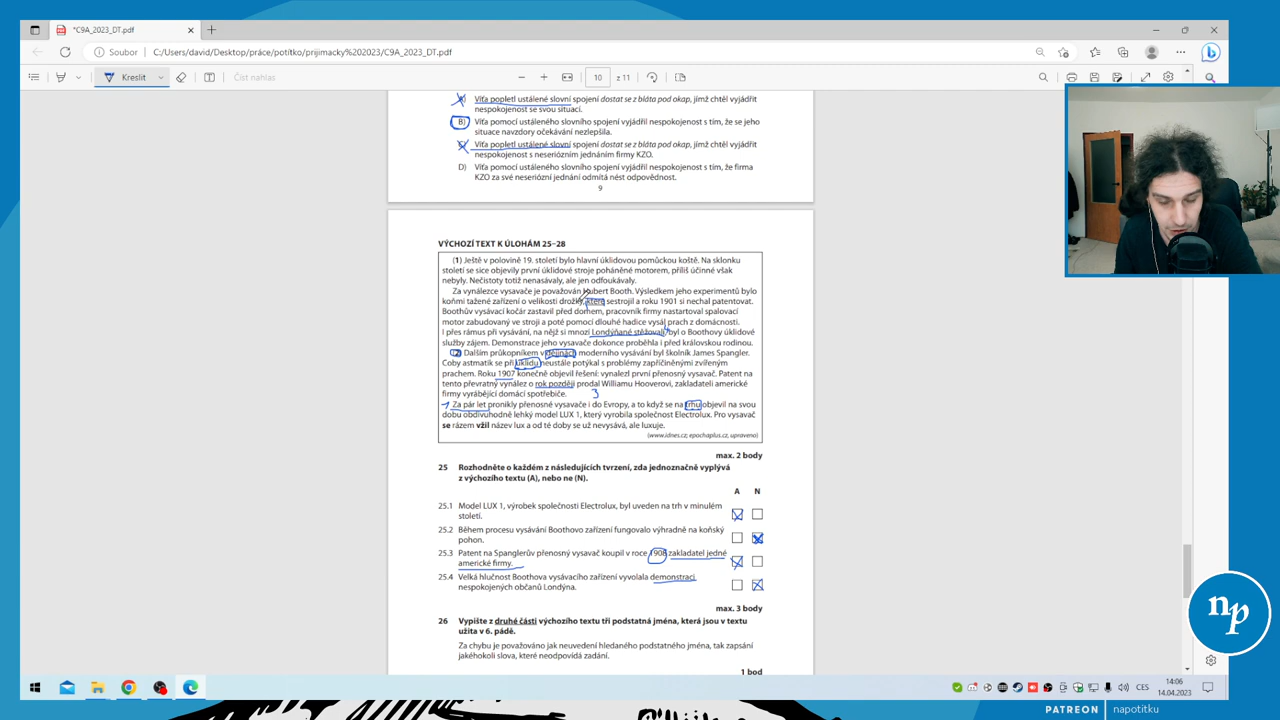 *C9A_2023_DT.pdf
Soubor
C:/Users/david/Desktop/práce/potítko/prijimacky%202023/C9A_2023_DT.pdf
Kreslit
Číst nahlas
10
z 11
A) Víťa popletl ustálené slovní spojení dostat se z bláta pod okap, jímž chtěl vyjádřit
nespokojenost se svou situací.
B) Víťa pomocí ustáleného slovního spojení vyjádřil nespokojenost s tím, že se jeho
situace navzdory očekávání nezlepšila.
C) Víťa popletl ustálené slovní spojení dostat se z bláta pod okap, jímž chtěl vyjádřit
nespokojenost s neseriózním jednáním firmy KZO.
D) Víťa pomocí ustáleného slovního spojení vyjádřil nespokojenost s tím, že firma
KZO za své neseriózní jednání odmítá nést odpovědnost.
9
VÝCHOZÍ TEXT K ÚLOHÁM 25–28
(1) Ještě v polovině 19. století bylo hlavní úklidovou pomůckou koště. Na sklonku
století se sice objevily první úklidové stroje poháněné motorem, příliš účinné však
nebyly. Nečistoty totiž nenasávaly, ale jen odfoukávaly.
Za vynálezce vysavače je považován Hubert Booth. Výsledkem jeho experimentů bylo
koňmi tažené zařízení o velikosti drožky, které sestrojil a roku 1901 si nechal patentovat.
Boothův vysávací kočár zastavil před domem, pracovník firmy nastartoval spalovací
motor zabudovaný ve stroji a poté pomocí dlouhé hadice vysál prach z domácnosti.
I přes rámus při vysávání, na nějž si mnozí Londýňané stěžovali, byl o Boothovy úklidové
služby zájem. Demonstrace jeho vysavače dokonce proběhla i před královskou rodinou.
(2) Dalším průkopníkem v dějinách moderního vysávání byl školník James Spangler.
Coby astmatik se při úklidu neustále potýkal s problémy zapříčiněnými zvířeným
prachem. Roku 1907 konečně objevil řešení: vynalezl první přenosný vysavač. Patent na
tento převratný vynález o rok později prodal Williamu Hooverovi, zakladateli americké
firmy vyrábějící domácí spotřebiče.
3
Za pár let pronikly přenosné vysavače i do Evropy, a to když se na trhu objevil na svou
dobu obdivuhodně lehký model LUX 1, který vyrobila společnost Electrolux. Pro vysavač
se rázem vžil název lux a od té doby se už nevysává, ale luxuje.
(www.idnes.cz; epochaplus.cz, upraveno)
max. 2 body
25 Rozhodněte o každém z následujících tvrzení, zda jednoznačně vyplývá
z výchozího textu (A), nebo ne (N).
A N
25.1 Model LUX 1, výrobek společnosti Electrolux, byl uveden na trh v minulém
století.
25.2 Během procesu vysávání Boothovo zařízení fungovalo výhradně na koňský
pohon.
25.3 Patent na Spanglerův přenosný vysavač koupil v roce 1908 zakladatel jedné
americké firmy.
25.4 Velká hlučnost Boothova vysávacího zařízení vyvolala demonstraci
nespokojených občanů Londýna.
max. 3 body
26 Vypište z druhé části výchozího textu tři podstatná jména, která jsou v textu
užita v 6. pádě.
Za chybu je považováno jak neuvedení hledaného podstatného jména, tak zapsání
jakéhokoli slova, které neodpovídá zadání.
1 bod
np
CES
14:06
14.04.2023
PATREON
napotitku